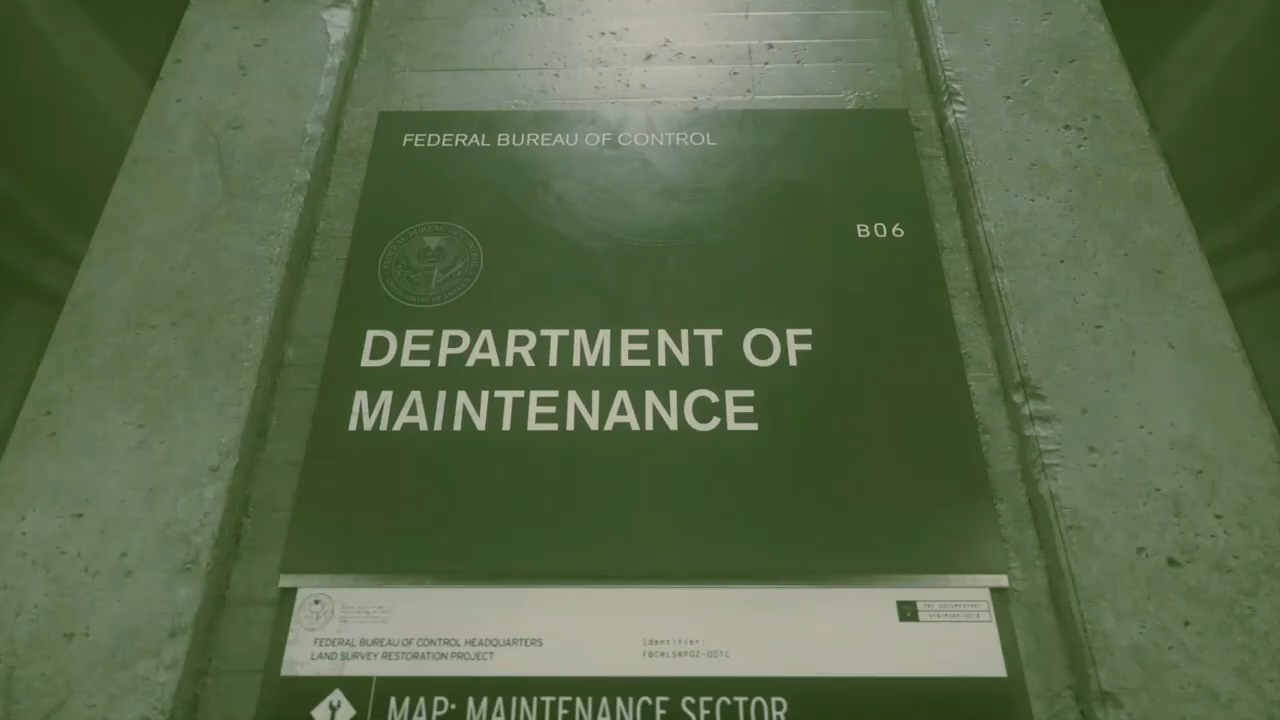 FEDERAL BUREAU OF CONTROL
B06
DEPARTMENT OF
MAINTENANCE
FEDERAL BUREAU OF CONTROL HEADQUARTERS
LAND SURVEY RESTORATION PROJECT
Identifier:
MAP: MAINTENANCE SECTOR